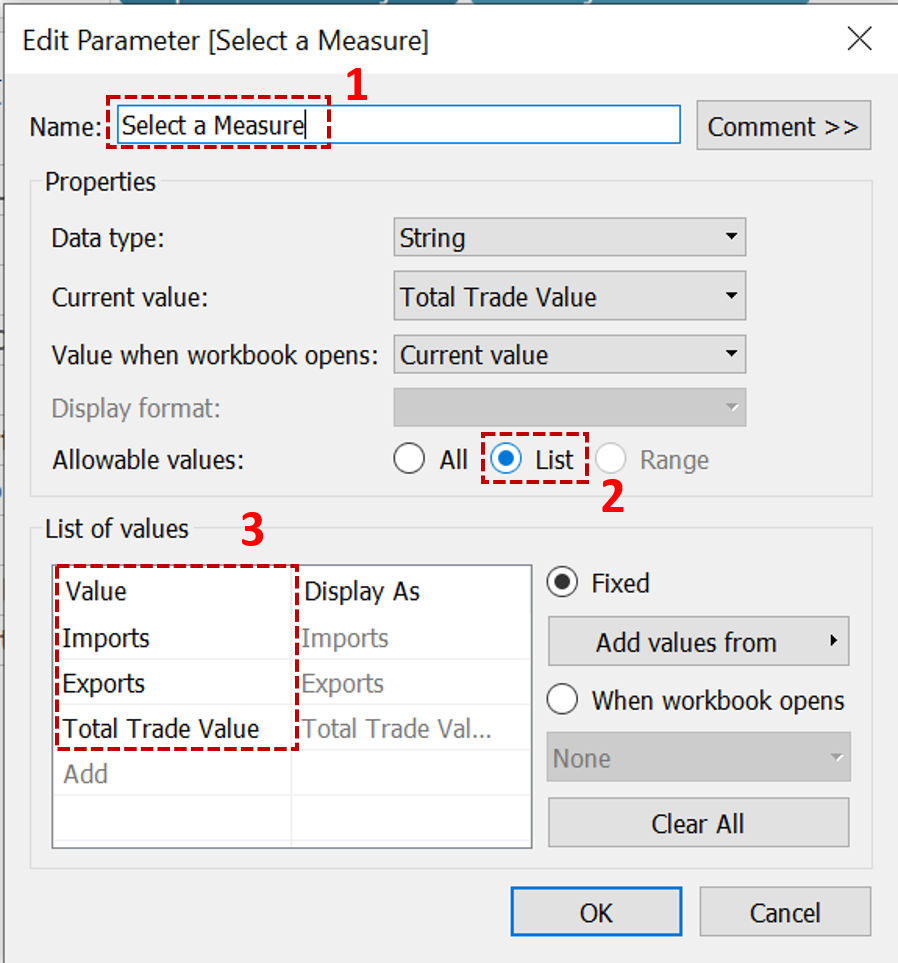 Edit Parameter [Select a Measure]
1
Name: Select a Measure Comment >>
Properties
Data type: String
Current value: Total Trade Value
Value when workbook opens: Current value
Display format:
Allowable values: All List Range
2
List of values 3
Value Display As Fixed
Imports Imports Add values from
Exports Exports
Total Trade Value Total Trade Val... When workbook opens
Add None
Clear All
OK Cancel